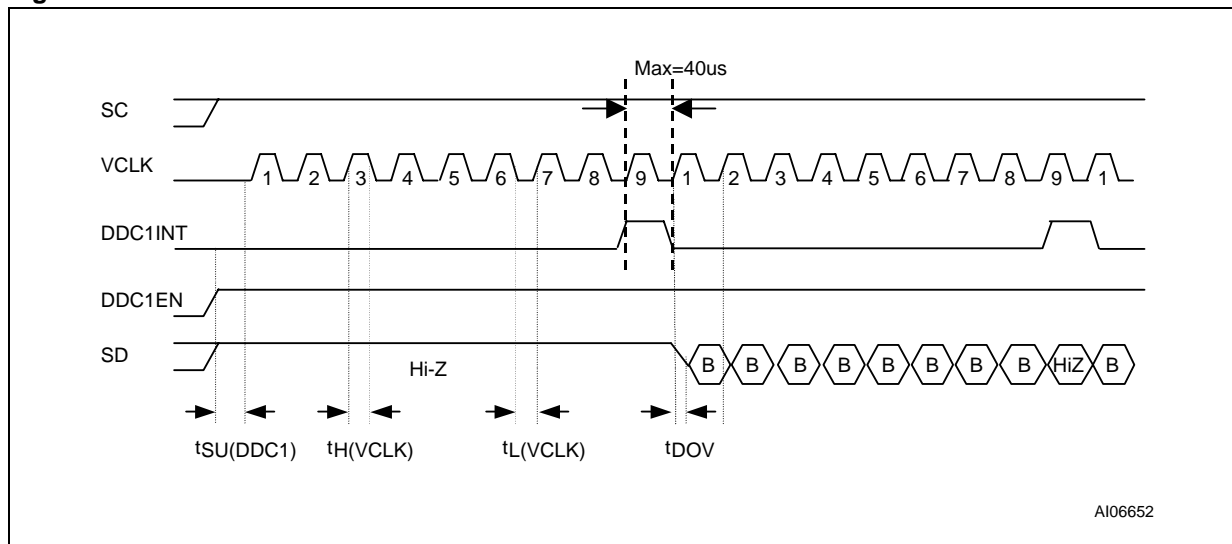 Max=40us
SC
VCLK
1 2 3 4 5 6 7 8 9 1 2 3 4 5 6 7 8 9 1
DDC1INT
DDC1EN
SD
Hi-Z
B B B B B B B B HiZ B
tSU(DDC1) tH(VCLK) tL(VCLK) tDOV
AI06652